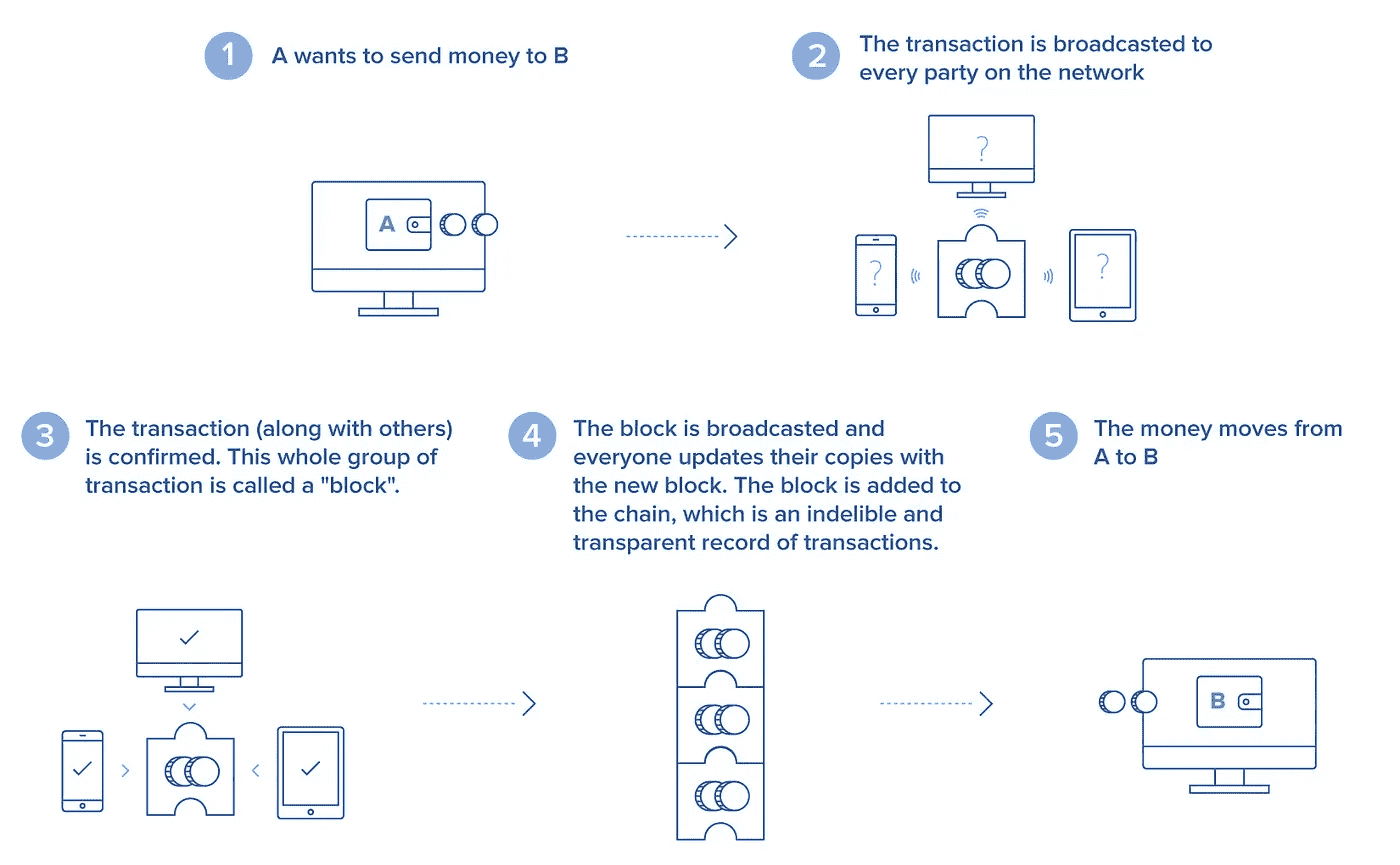 1
A wants to send money to B
2
The transaction is broadcasted to
every party on the network
A
?
?
?
3
The transaction (along with others)
is confirmed. This whole group of
transaction is called a "block".
4
The block is broadcasted and
everyone updates their copies with
the new block. The block is added to
the chain, which is an indelible and
transparent record of transactions.
5
The money moves from
A to B
B